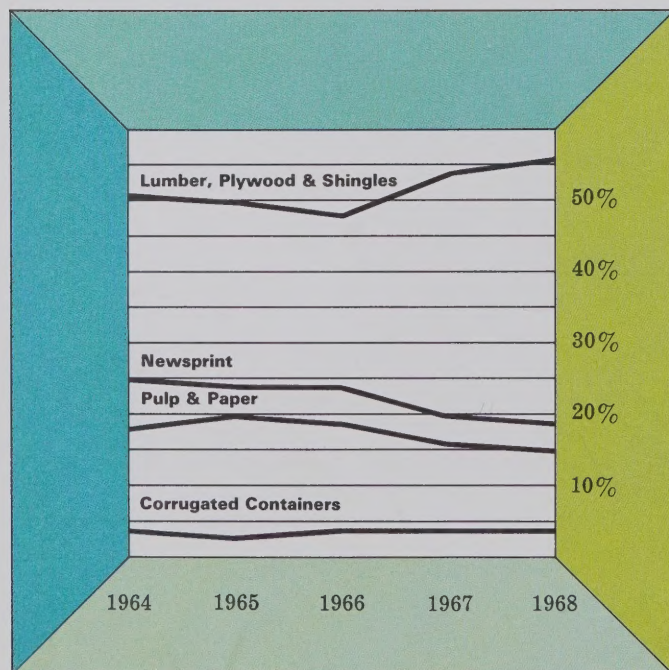 Lumber, Plywood & Shingles
50%
40%
30%
Newsprint
Pulp & Paper
20%
10%
Corrugated Containers
1964 1965 1966 1967 1968